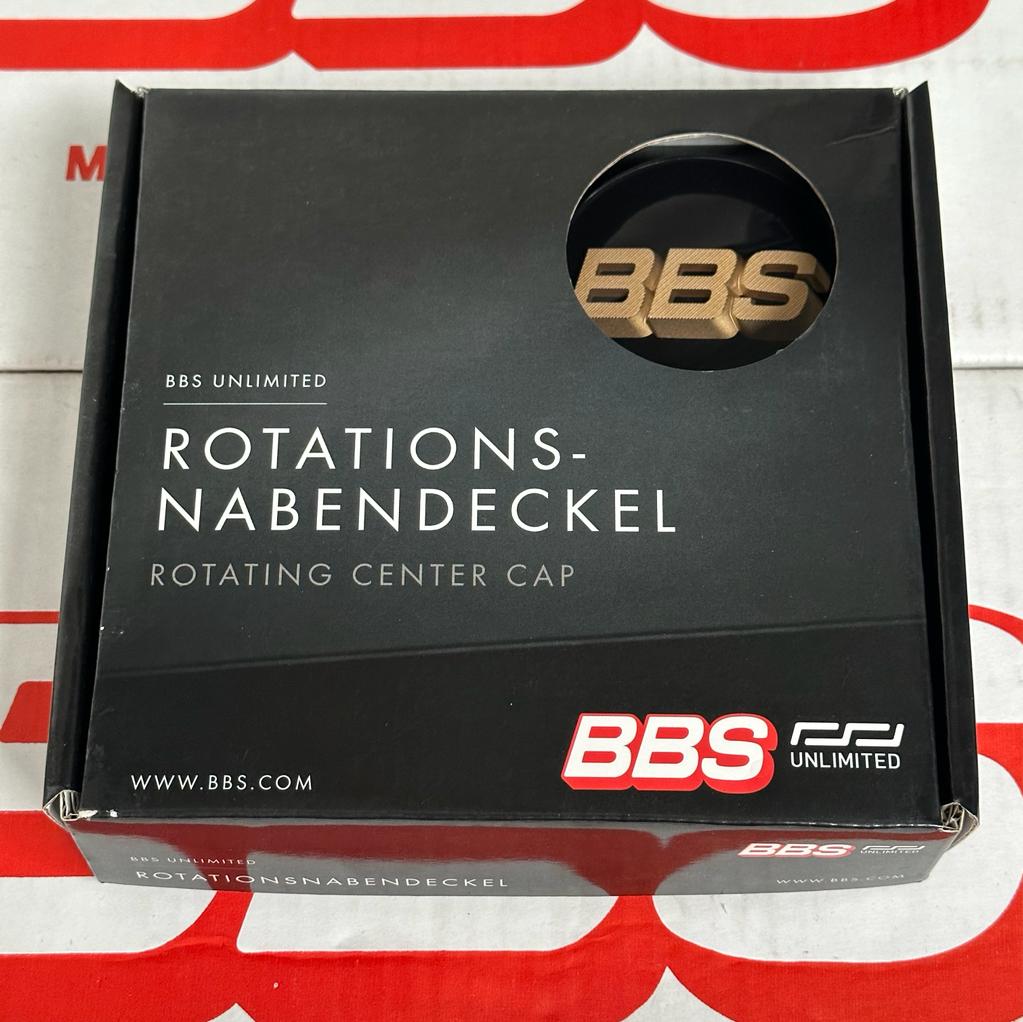 M
BBS
BBS UNLIMITED
ROTATIONS-
NABENDECKEL
ROTATING CENTER CAP
BBS UNLIMITED
WWW.BBS.COM
BBS UNLIMITED
BBS UNLIMITED
ROTATIONSNABENDECKEL
WWW.BBS.COM